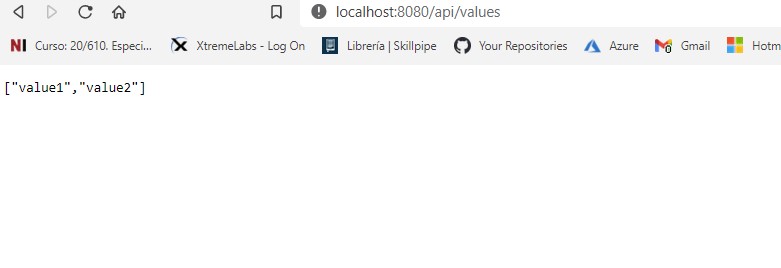 localhost:8080/api/values
NI Curso: 20/610. Especi... XtremeLabs - Log On Librería | Skillpipe Your Repositories Azure Gmail Hotm
["value1","value2"]